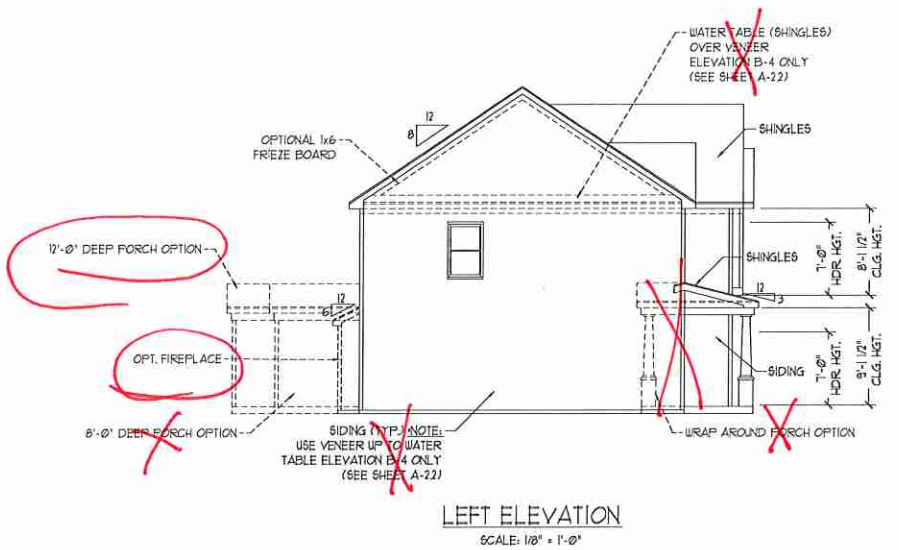 WATER TABLE (SHINGLES)
OVER VENEER
ELEVATION B-4 ONLY
(SEE SHEET A-2.2)
12
8
SHINGLES
OPTIONAL 1x6
FRIEZE BOARD
12'-0" DEEP PORCH OPTION
SHINGLES
7'-0"
HDR. HGT.
8'-1 1/2"
CLG. HGT.
12
6
12
3
OPT. FIREPLACE
SIDING
7'-0"
HDR. HGT.
9'-1 1/2"
CLG. HGT.
8'-0" DEEP PORCH OPTION
SIDING (TYP.) NOTE:
USE VENEER UP TO WATER
TABLE ELEVATION B-4 ONLY
(SEE SHEET A-2.2)
WRAP AROUND PORCH OPTION
LEFT ELEVATION
SCALE: 1/8" = 1'-0"